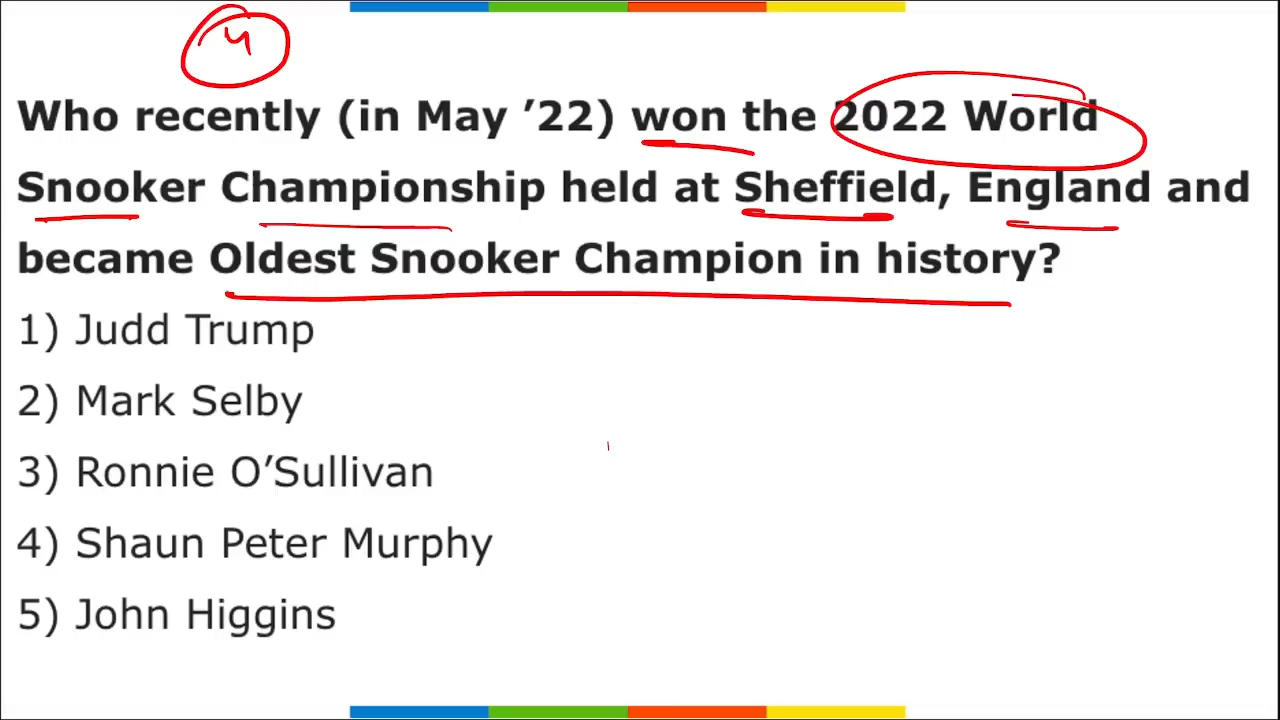 4
Who recently (in May ’22) won the 2022 World
Snooker Championship held at Sheffield, England and
became Oldest Snooker Champion in history?
1) Judd Trump
2) Mark Selby
3) Ronnie O’Sullivan
4) Shaun Peter Murphy
5) John Higgins